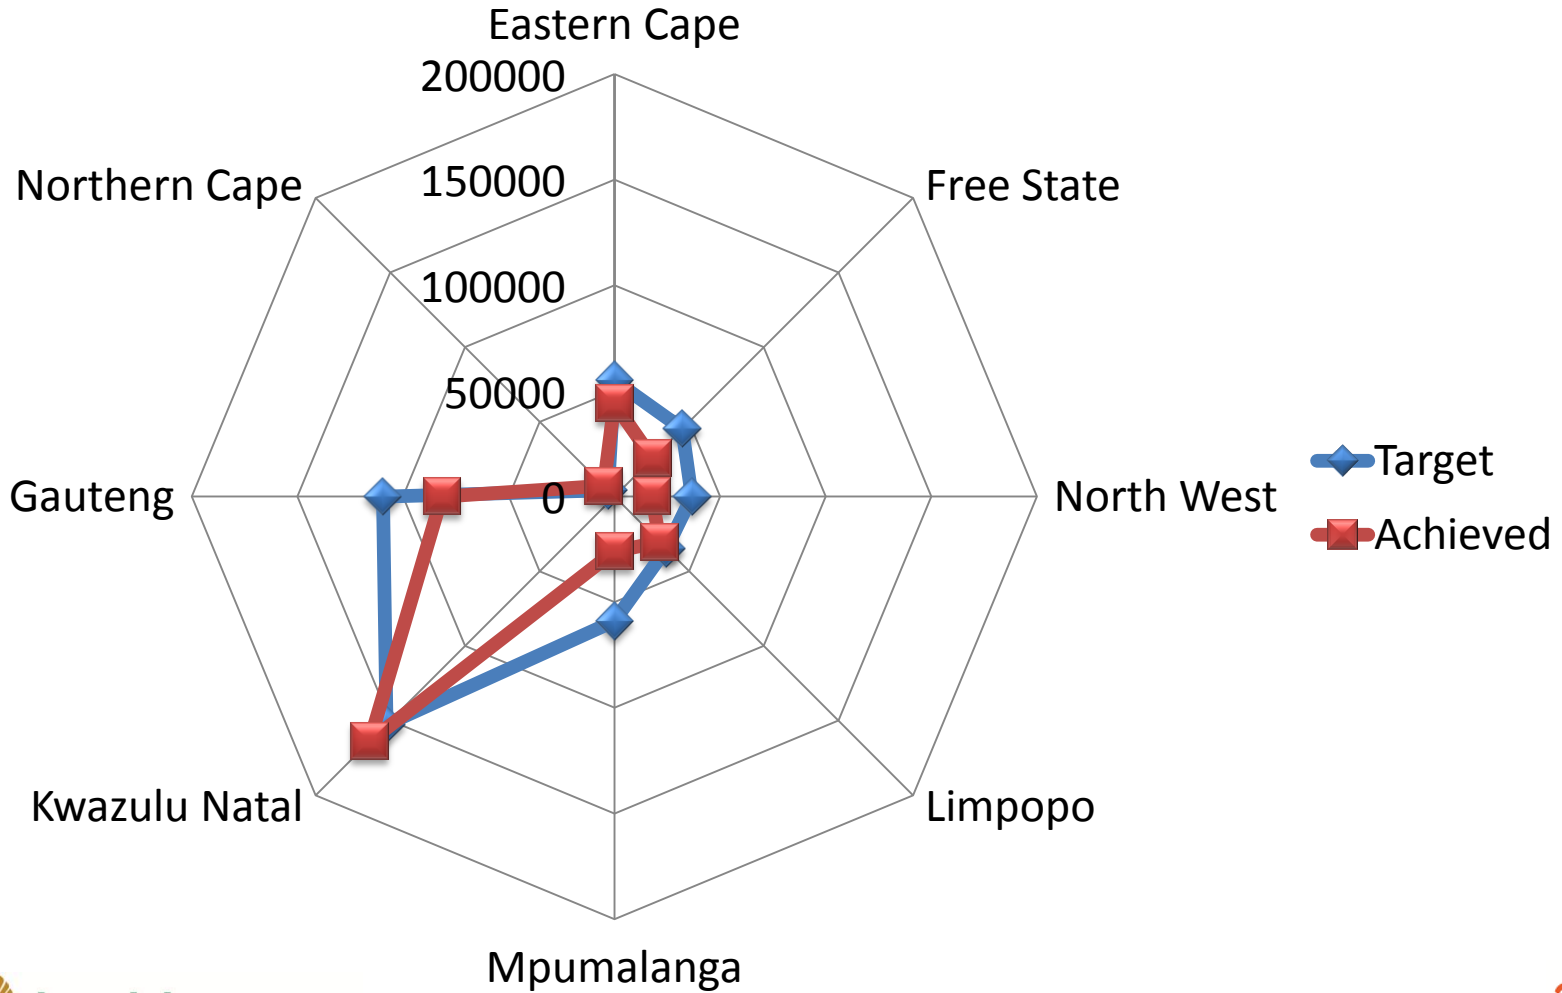 Eastern Cape
200000
150000
100000
50000
0
Northern Cape
Free State
Gauteng
North West
Kwazulu Natal
Limpopo
Mpumalanga
Target
Achieved